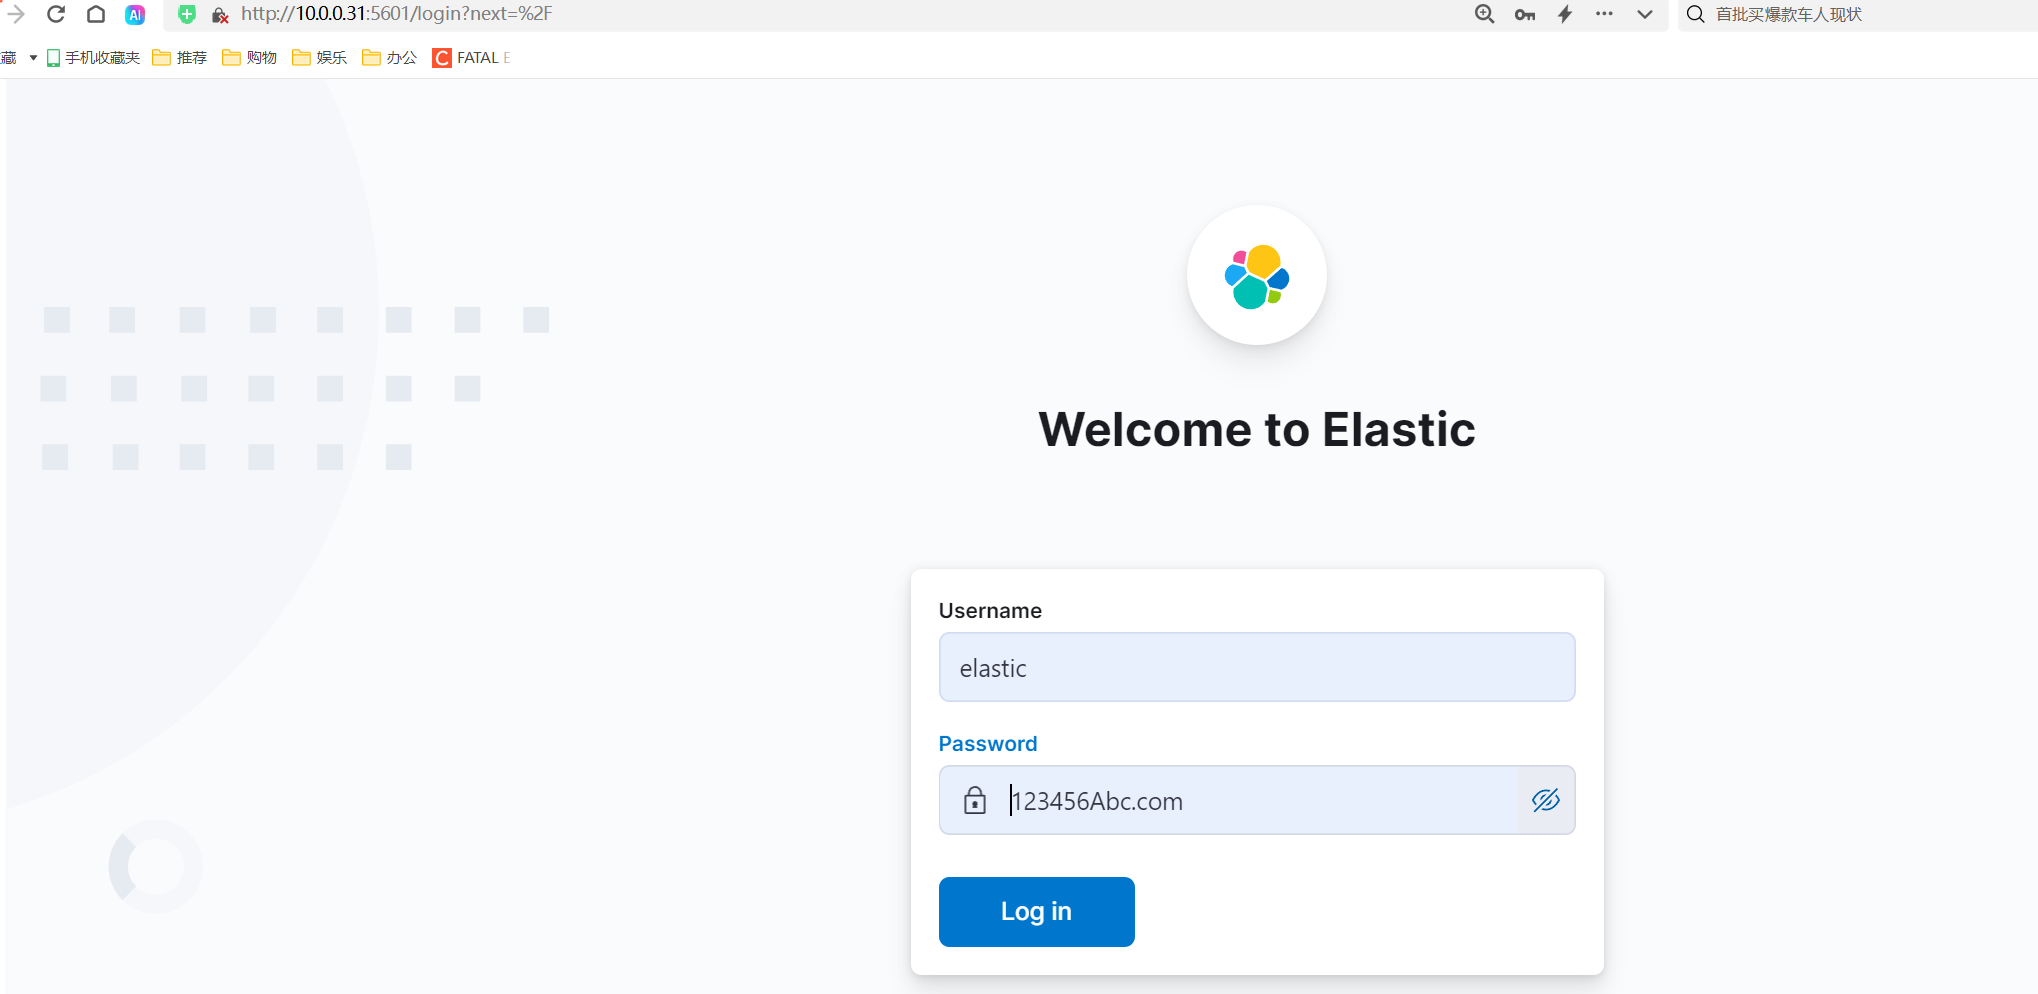 AI http://10.0.0.31:5601/login?next=%2F 首批买爆款车人现状
藏 手机收藏夹 推荐 购物 娱乐 办公 C FATAL E
Welcome to Elastic
Username
elastic
Password
123456Abc.com
Log in